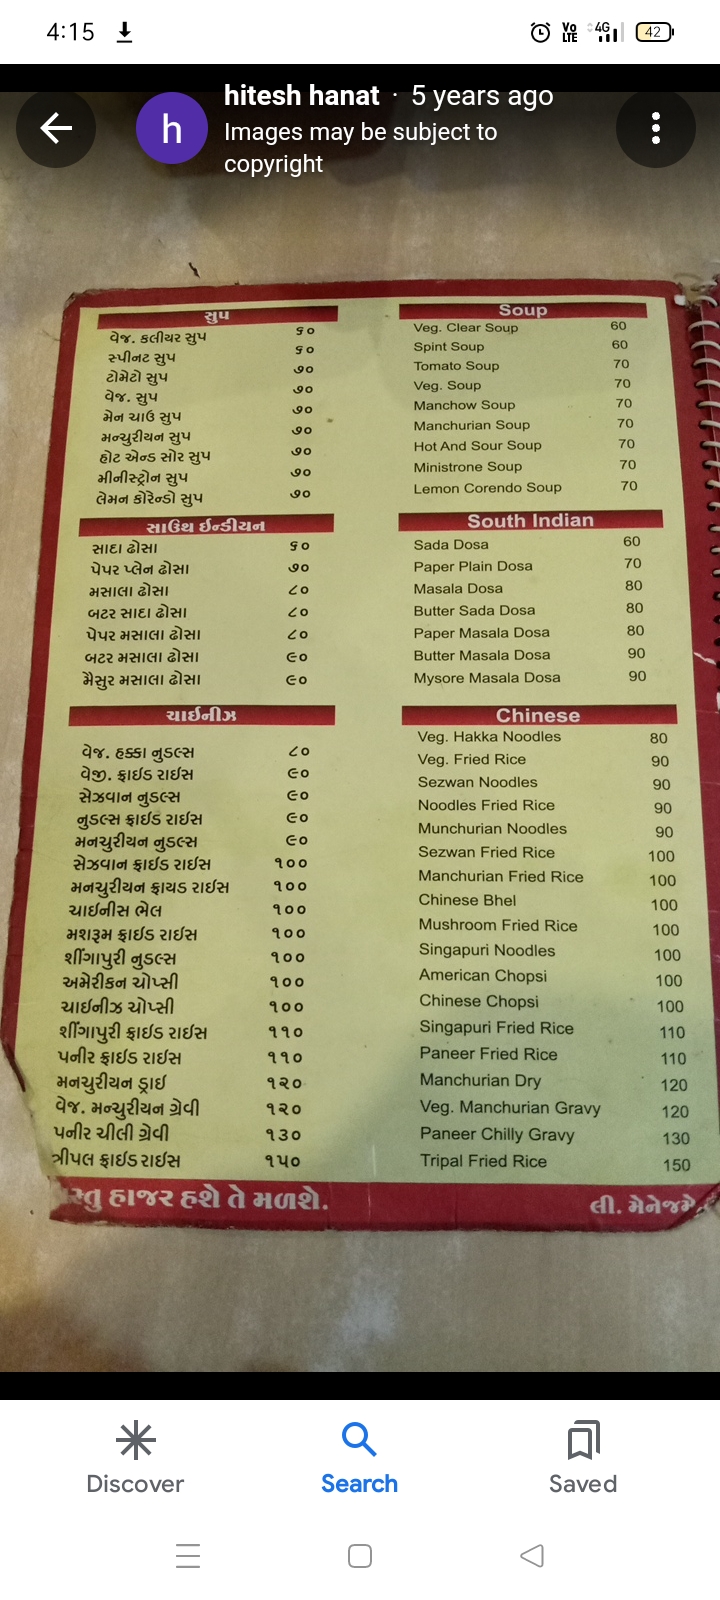 4:15
Vo LTE 4G 42
hitesh hanat · 5 years ago
h
Images may be subject to
copyright
સુપ
વેજ. કલીયર સુપ ૬૦
સ્પીનટ સુપ ૬૦
ટોમેટો સુપ ૭૦
વેજ. સુપ ૭૦
મેન ચાઉ સુપ ૭૦
મન્ચુરીયન સુપ ૭૦
હોટ એન્ડ સોર સુપ ૭૦
મીનીસ્ટ્રોન સુપ ૭૦
લેમન કોરેન્ડો સુપ ૭૦
સાઉથ ઈન્ડીયન
સાદા ઢોસા ૬૦
પેપર પ્લેન ઢોસા ૭૦
મસાલા ઢોસા ૮૦
બટર સાદા ઢોસા ૮૦
પેપર મસાલા ઢોસા ૮૦
બટર મસાલા ઢોસા ૯૦
મૈસુર મસાલા ઢોસા ૯૦
ચાઈનીઝ
વેજ. હક્કા નુડલ્સ ૮૦
વેજી. ફ્રાઈડ રાઈસ ૯૦
સેઝવાન નુડલ્સ ૯૦
નુડલ્સ ફ્રાઈડ રાઈસ ૯૦
મનચુરીયન નુડલ્સ ૯૦
સેઝવાન ફ્રાઈડ રાઈસ ૧૦૦
મનચુરીયન ફ્રાયડ રાઈસ ૧૦૦
ચાઈનીસ ભેલ ૧૦૦
મશરૂમ ફ્રાઈડ રાઈસ ૧૦૦
શીંગાપુરી નુડલ્સ ૧૦૦
અમેરીકન ચોપ્સી ૧૦૦
ચાઈનીઝ ચોપ્સી ૧૦૦
શીંગાપુરી ફ્રાઈડ રાઈસ ૧૧૦
પનીર ફ્રાઈડ રાઈસ ૧૧૦
મનચુરીયન ડ્રાઈ ૧૨૦
વેજ. મન્ચુરીયન ગ્રેવી ૧૨૦
પનીર ચીલી ગ્રેવી ૧૩૦
ત્રીપલ ફ્રાઈડ રાઈસ ૧૫૦
Soup
Veg. Clear Soup 60
Spint Soup 60
Tomato Soup 70
Veg. Soup 70
Manchow Soup 70
Manchurian Soup 70
Hot And Sour Soup 70
Ministrone Soup 70
Lemon Corendo Soup 70
South Indian
Sada Dosa 60
Paper Plain Dosa 70
Masala Dosa 80
Butter Sada Dosa 80
Paper Masala Dosa 80
Butter Masala Dosa 90
Mysore Masala Dosa 90
Chinese
Veg. Hakka Noodles 80
Veg. Fried Rice 90
Sezwan Noodles 90
Noodles Fried Rice 90
Munchurian Noodles 90
Sezwan Fried Rice 100
Manchurian Fried Rice 100
Chinese Bhel 100
Mushroom Fried Rice 100
Singapuri Noodles 100
American Chopsi 100
Chinese Chopsi 100
Singapuri Fried Rice 110
Paneer Fried Rice 110
Manchurian Dry 120
Veg. Manchurian Gravy 120
Paneer Chilly Gravy 130
Tripal Fried Rice 150
હાજર હશે તે મળશે. લી.
Discover Search Saved